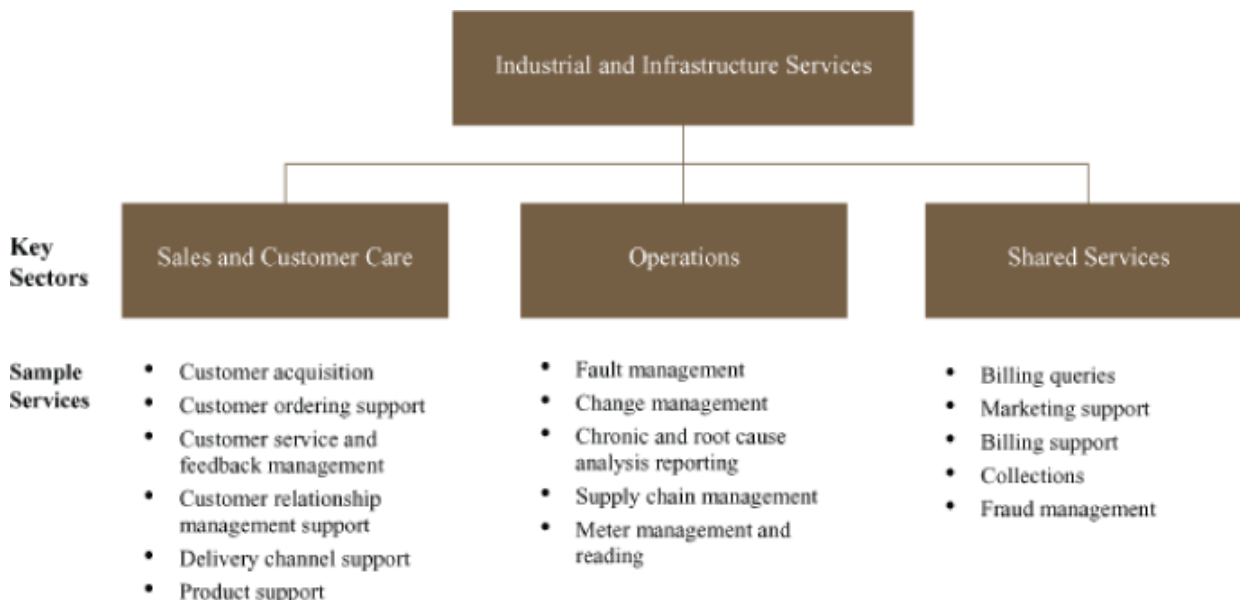 Industrial and Infrastructure Services
Key
Sectors
Sales and Customer Care
Operations
Shared Services
Sample
Services
• Customer acquisition
• Customer ordering support
• Customer service and
feedback management
• Customer relationship
management support
• Delivery channel support
• Product support
• Fault management
• Change management
• Chronic and root cause
analysis reporting
• Supply chain management
• Meter management and
reading
• Billing queries
• Marketing support
• Billing support
• Collections
• Fraud management